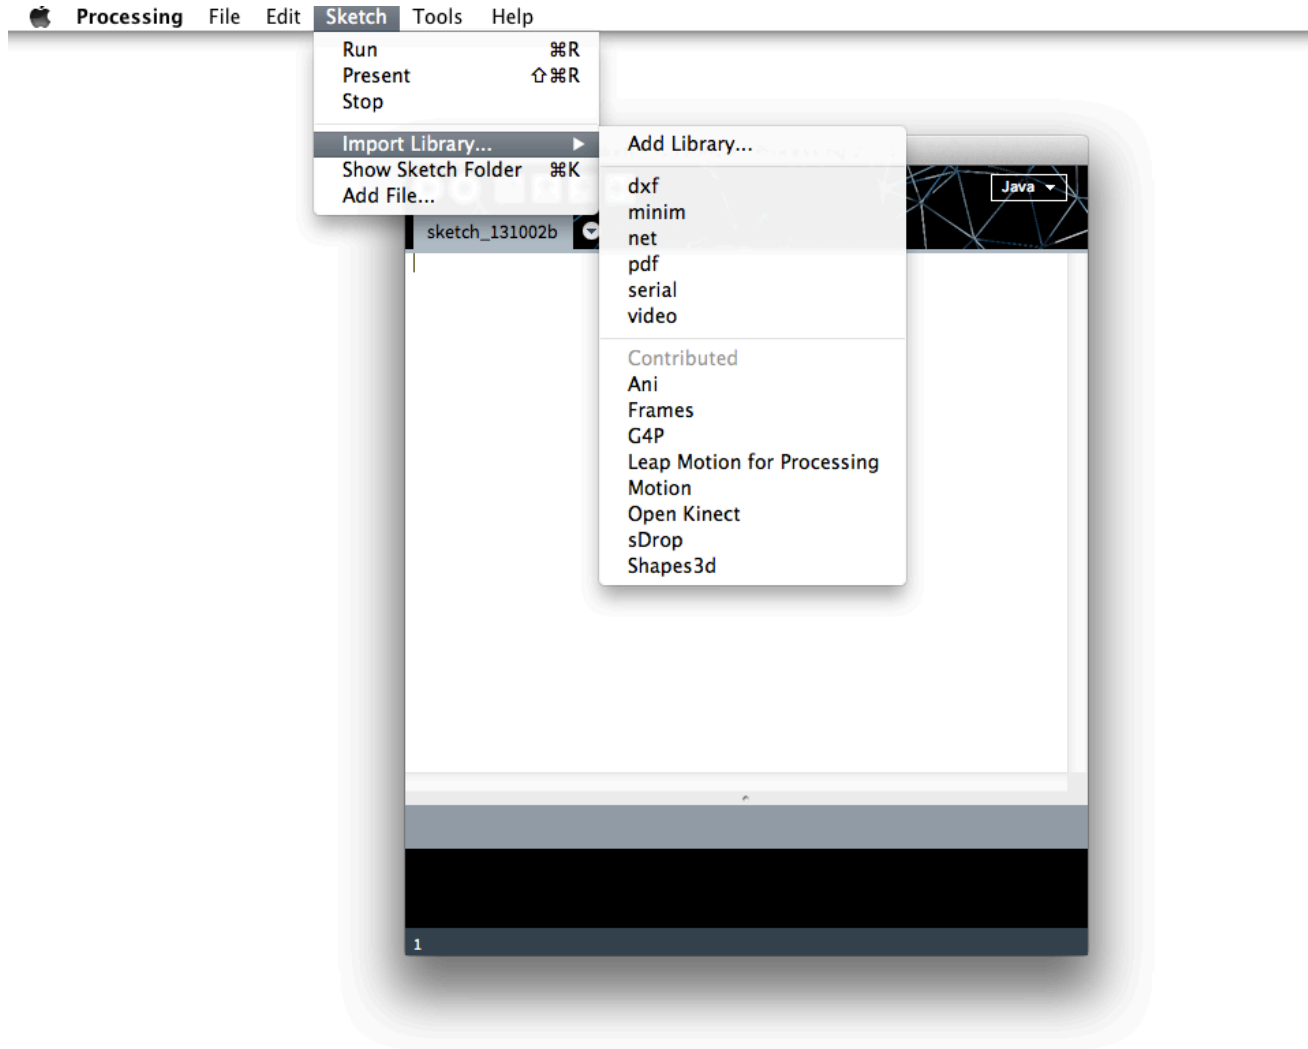 Processing File Edit Sketch Tools Help
Run ⌘R
Present ⇧⌘R
Stop
Import Library... ▶
Show Sketch Folder ⌘K
Add File...
Add Library...
dxf
minim
net
pdf
serial
video
Contributed
Ani
Frames
G4P
Leap Motion for Processing
Motion
Open Kinect
sDrop
Shapes3d
Java
sketch_131002b
1